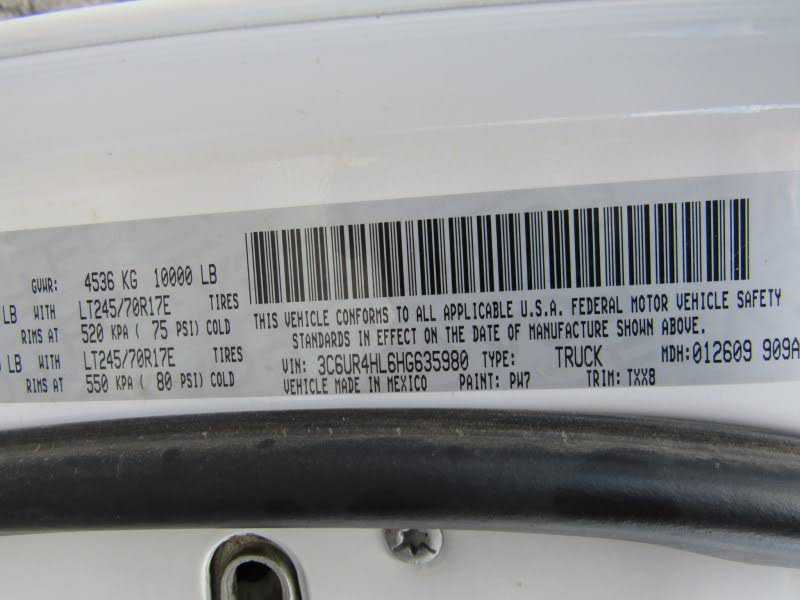 GVWR: 4536 KG 10000 LB
LB WITH LT245/70R17E TIRES
RIMS AT 520 KPA ( 75 PSI) COLD
LB WITH LT245/70R17E TIRES
RIMS AT 550 KPA ( 80 PSI) COLD
THIS VEHICLE CONFORMS TO ALL APPLICABLE U.S.A. FEDERAL MOTOR VEHICLE SAFETY
STANDARDS IN EFFECT ON THE DATE OF MANUFACTURE SHOWN ABOVE.
VIN: 3C6UR4HL6HG635980 TYPE: TRUCK MDH: 012609 909A
VEHICLE MADE IN MEXICO PAINT: PW7 TRIM: TXX8